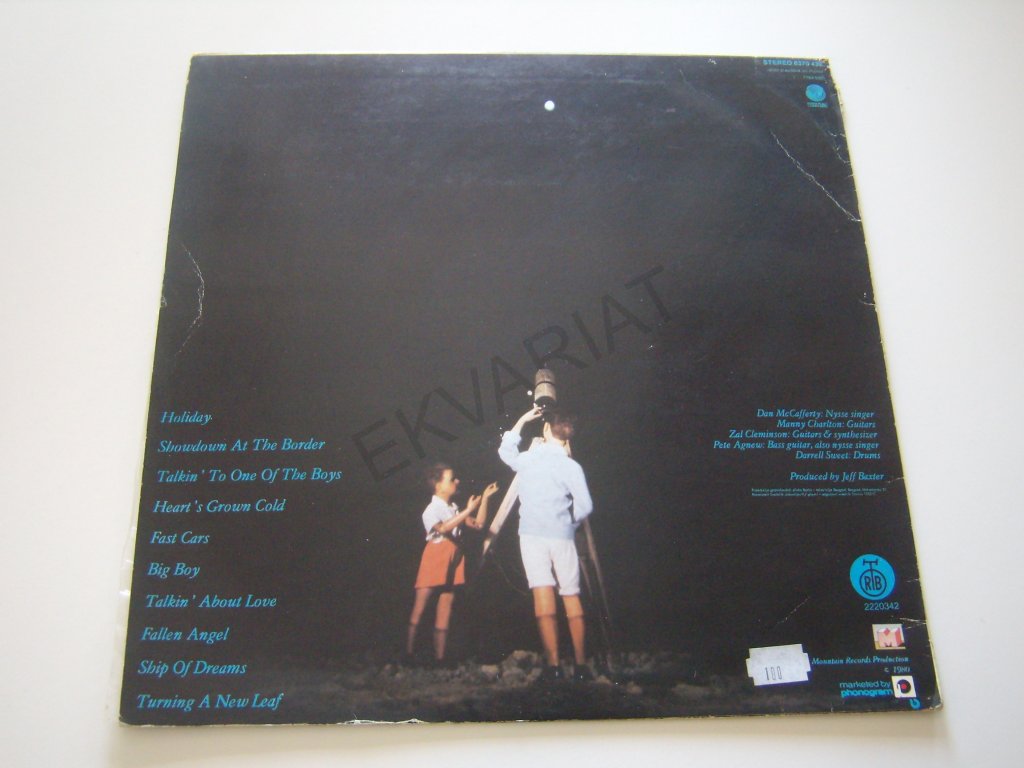 STEREO 6370
EKVARIAT
Holiday
Showdown At The Border
Talkin' To One Of The Boys
Heart's Grown Cold
Fast Cars
Big Boy
Talkin' About Love
Fallen Angel
Ship Of Dreams
Turning A New Leaf
Dan McCafferty: Nysse singer
Manny Charlton: Guitars
Zal Cleminson: Guitars & synthesizer
Pete Agnew: Bass guitar, also nysse singer
Darrell Sweet: Drums
Produced by Jeff Baxter
RTB
2220342
M
100
Mountain Records Production
1980
marketed by
phonogram